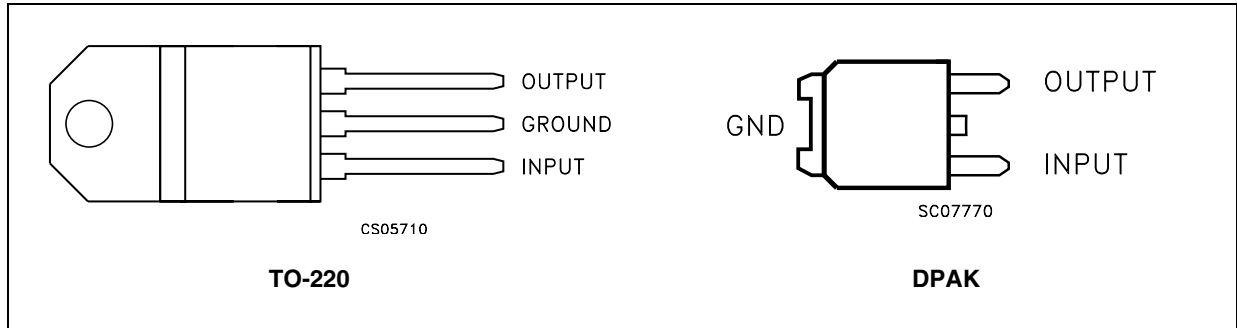 OUTPUT
GROUND
INPUT
CS05710
TO-220
GND
OUTPUT
INPUT
SC07770
DPAK